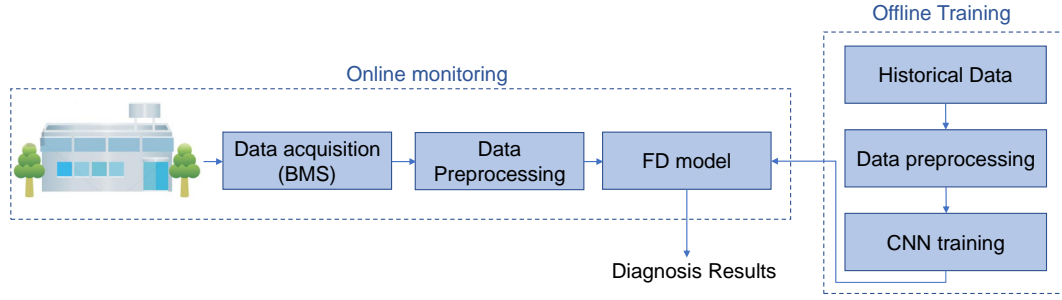 Offline Training
Online monitoring
Historical Data
Data acquisition
(BMS)
Data
Preprocessing
FD model
Data preprocessing
CNN training
Diagnosis Results